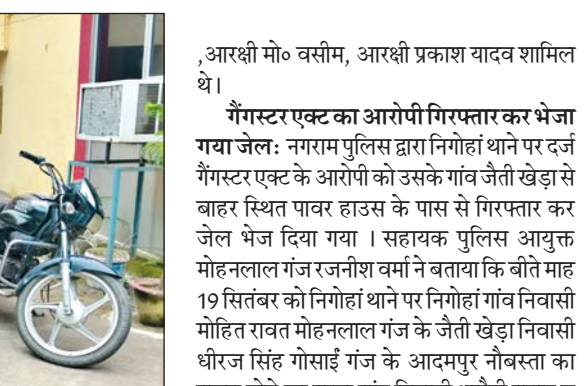 ,आरक्षी मो० वसीम, आरक्षी प्रकाश यादव शामिल
थे।
गैंगस्टर एक्ट का आरोपी गिरफ्तार कर भेजा
गया जेल: नगराम पुलिस द्वारा निगोहां थाने पर दर्ज
गैंगस्टर एक्ट के आरोपी को उसके गांव जैती खेड़ा से
बाहर स्थित पावर हाउस के पास से गिरफ्तार कर
जेल भेज दिया गया । सहायक पुलिस आयुक्त
मोहनलाल गंज रजनीश वर्मा ने बताया कि बीते माह
19 सितंबर को निगोहां थाने पर निगोहां गांव निवासी
मोहित रावत मोहनलाल गंज के जैती खेड़ा निवासी
धीरज सिंह गोसाईं गंज के आदमपुर नौबस्ता का